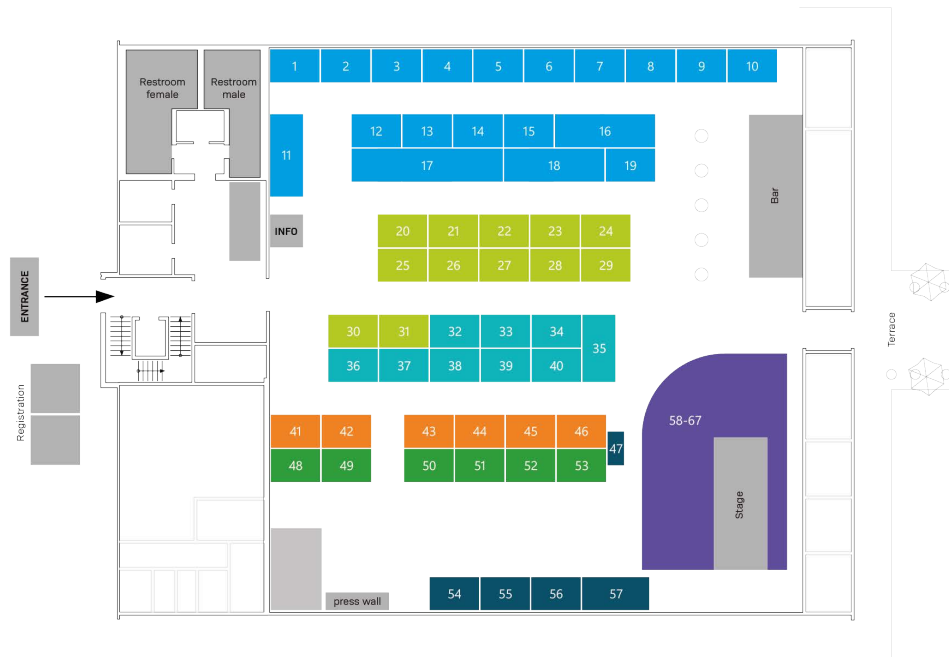 Restroom
female
Restroom
male
1 2 3 4 5 6 7 8 9 10
11
12 13 14 15 16
17 18 19
Bar
INFO
20 21 22 23 24
25 26 27 28 29
ENTRANCE
Terrace
30 31 32 33 34
35
36 37 38 39 40
Registration
41 42 43 44 45 46
47
48 49 50 51 52 53
58-67
Stage
press wall
54 55 56 57